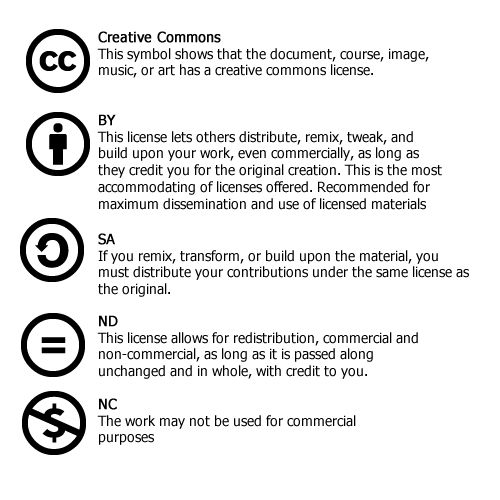 CC
Creative Commons
This symbol shows that the document, course, image,
music, or art has a creative commons license.
BY
This license lets others distribute, remix, tweak, and
build upon your work, even commercially, as long as
they credit you for the original creation. This is the most
accommodating of licenses offered. Recommended for
maximum dissemination and use of licensed materials
SA
If you remix, transform, or build upon the material, you
must distribute your contributions under the same license as
the original.
ND
This license allows for redistribution, commercial and
non-commercial, as long as it is passed along
unchanged and in whole, with credit to you.
$
NC
The work may not be used for commercial
purposes